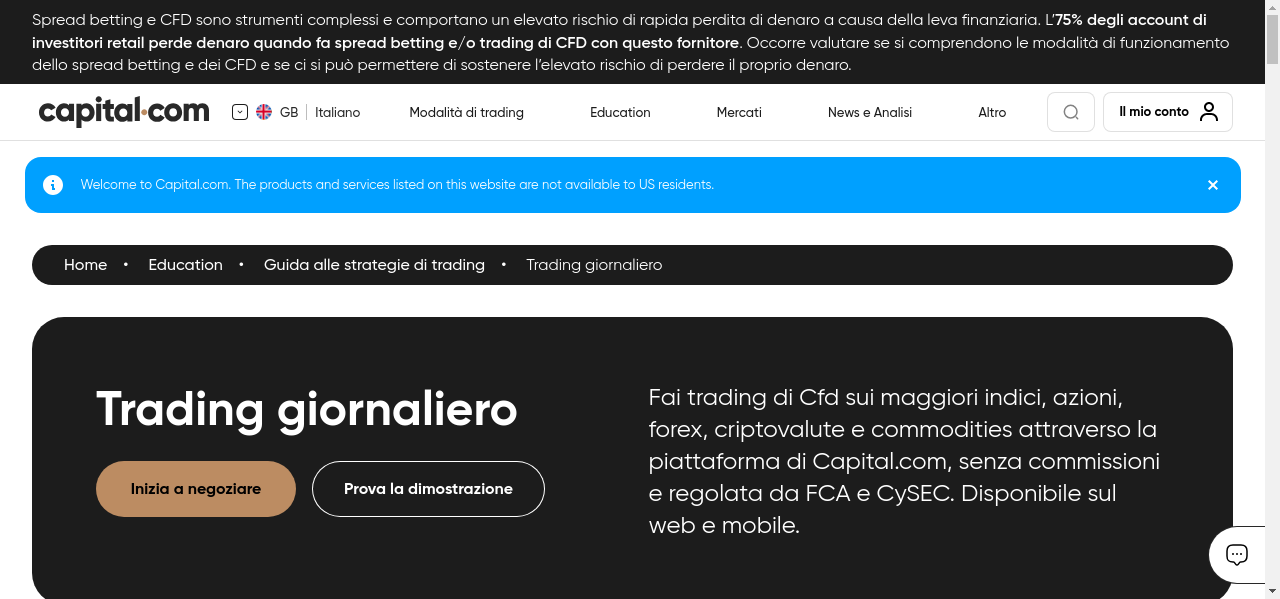 Spread betting e CFD sono strumenti complessi e comportano un elevato rischio di rapida perdita di denaro a causa della leva finanziaria. L’75% degli account di
investitori retail perde denaro quando fa spread betting e/o trading di CFD con questo fornitore. Occorre valutare se si comprendono le modalità di funzionamento
dello spread betting e dei CFD e se ci si può permettere di sostenere l’elevato rischio di perdere il proprio denaro.
capital.com GB Italiano Modalità di trading Education Mercati News e Analisi Altro Il mio conto
Welcome to Capital.com. The products and services listed on this website are not available to US residents.
Home • Education • Guida alle strategie di trading • Trading giornaliero
Trading giornaliero
Inizia a negoziare Prova la dimostrazione
Fai trading di Cfd sui maggiori indici, azioni,
forex, criptovalute e commodities attraverso la
piattaforma di Capital.com, senza commissioni
e regolata da FCA e CySEC. Disponibile sul
web e mobile.